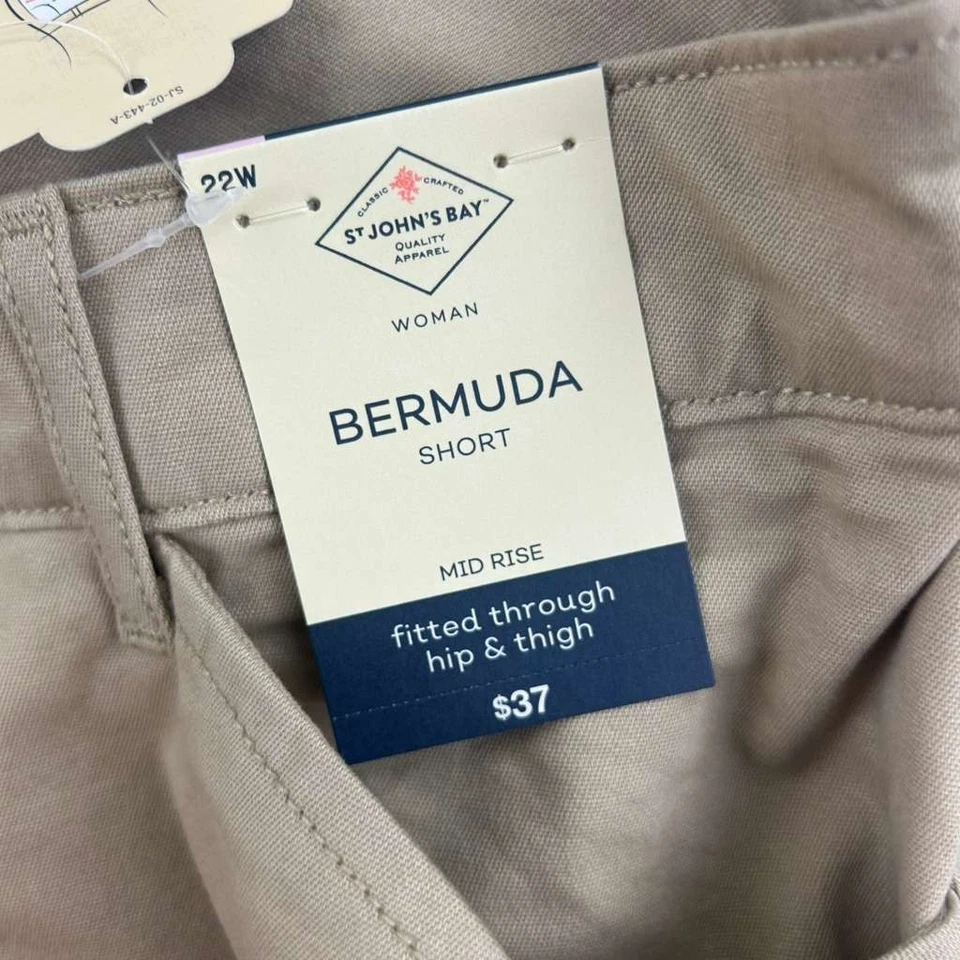 SJ-02-443-A
22W
CLASSIC CRAFTED
ST JOHN'S BAY™
QUALITY
APPAREL
WOMAN
BERMUDA
SHORT
MID RISE
fitted through
hip & thigh
$37